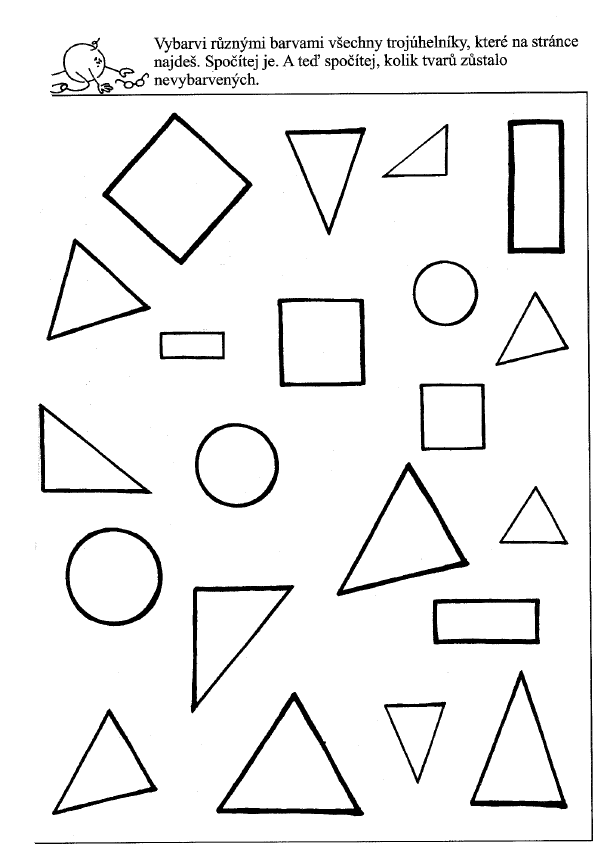 Vybarvi různými barvami všechny trojúhelníky, které na stránce
najdeš. Spočítej je. A teď spočítej, kolik tvarů zůstalo
nevybarvených.